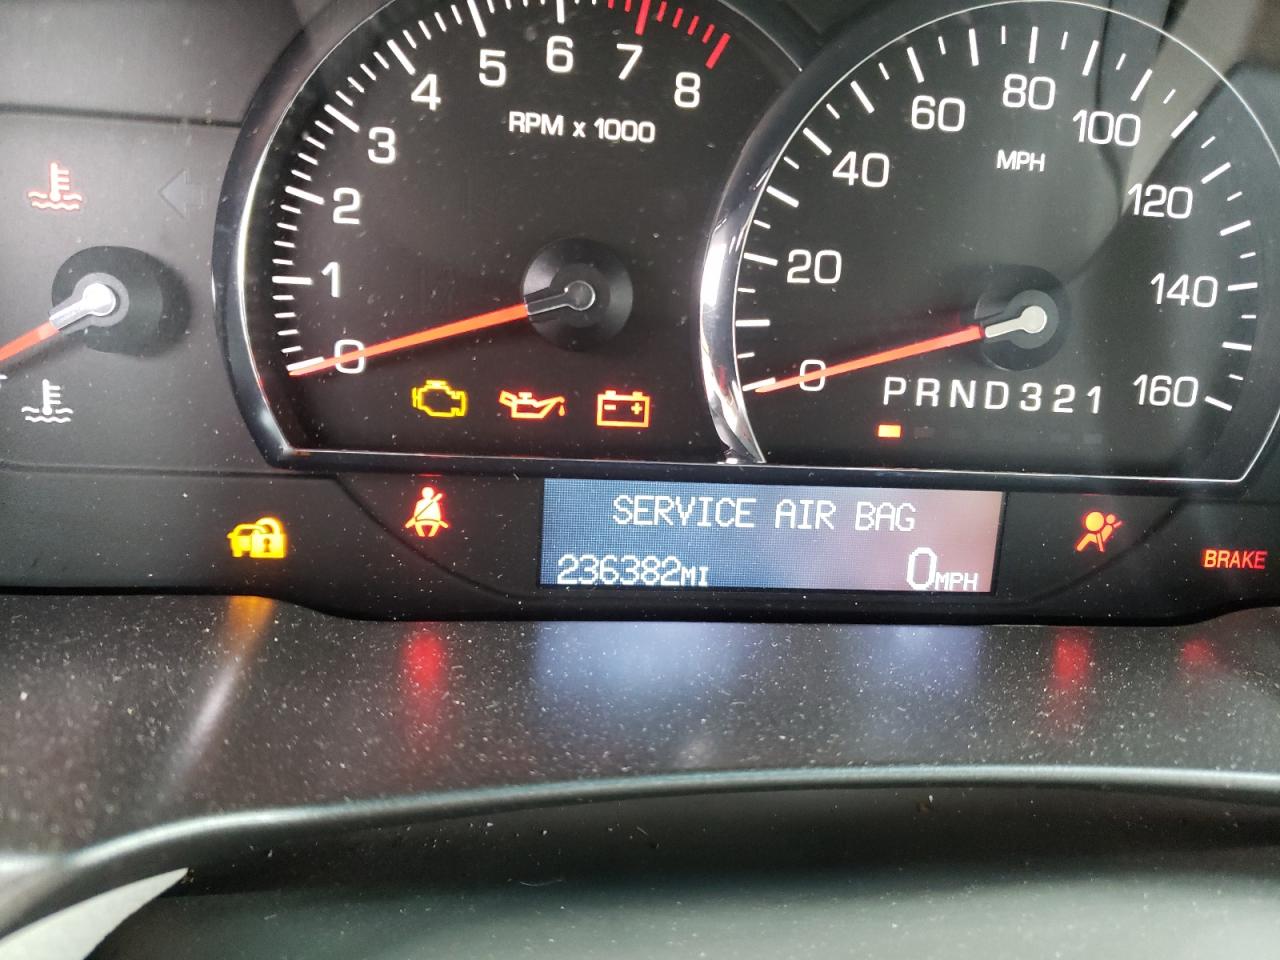 0 1 2 3 4 5 6 7 8
RPM x 1000
0 20 40 60 80 100 120 140 160
MPH
PRND321
SERVICE AIR BAG
236382MI 0MPH
BRAKE